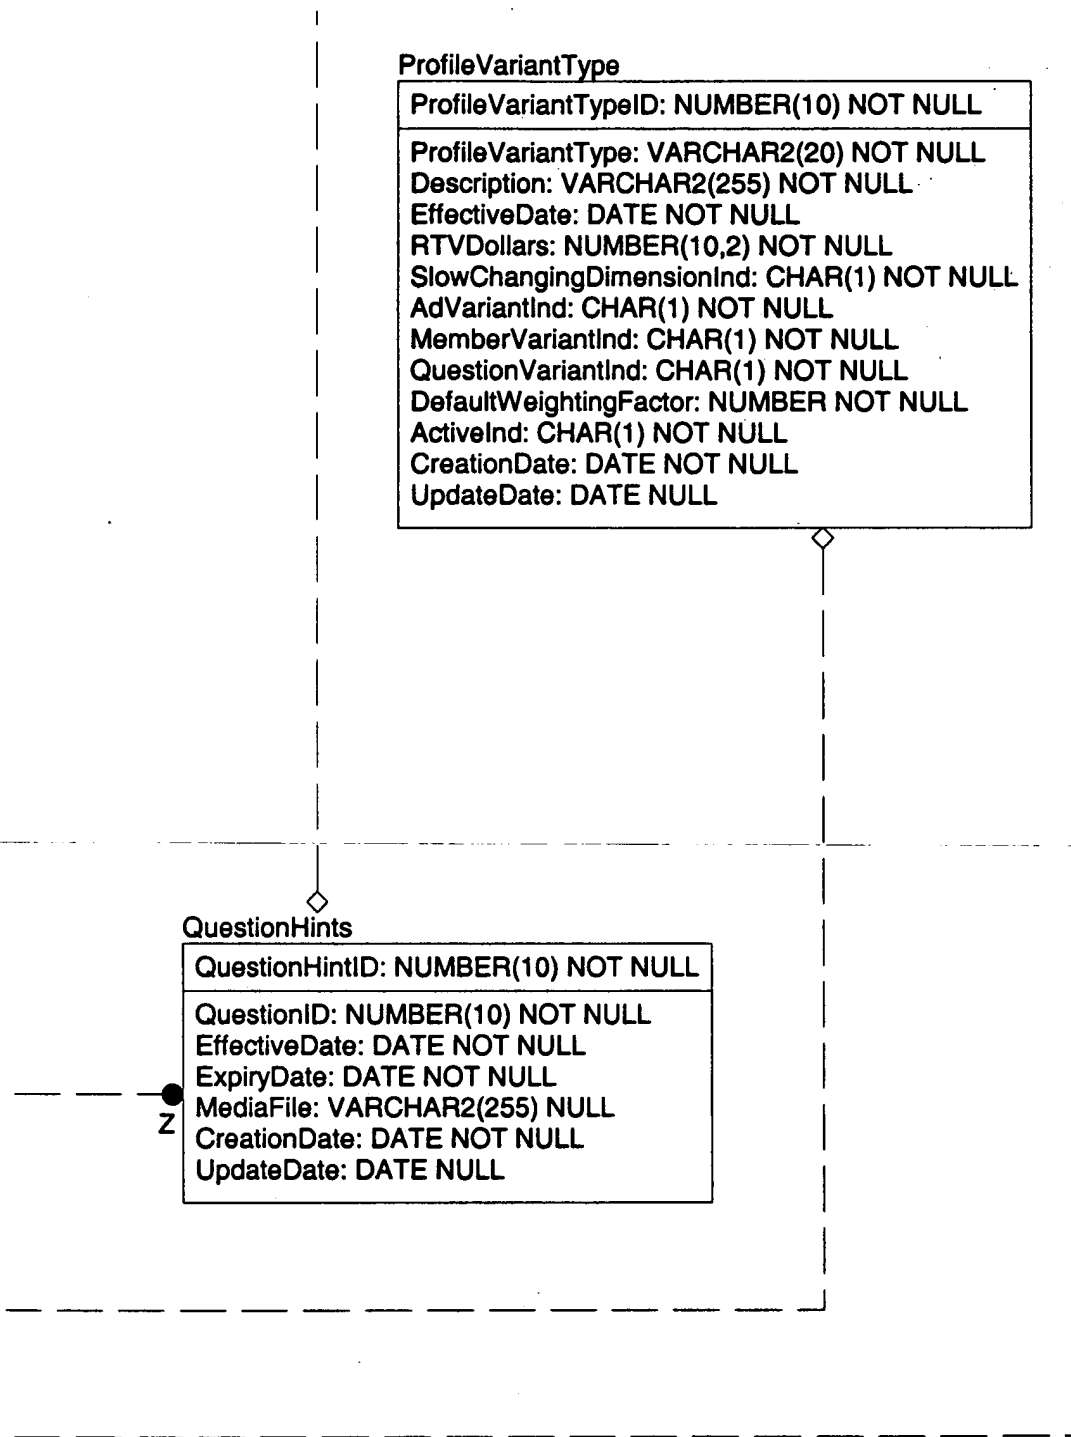 ProfileVariantType
ProfileVariantTypeID: NUMBER(10) NOT NULL
ProfileVariantType: VARCHAR2(20) NOT NULL
Description: VARCHAR2(255) NOT NULL
EffectiveDate: DATE NOT NULL
RTVDollars: NUMBER(10,2) NOT NULL
SlowChangingDimensionInd: CHAR(1) NOT NULL
AdVariantInd: CHAR(1) NOT NULL
MemberVariantInd: CHAR(1) NOT NULL
QuestionVariantInd: CHAR(1) NOT NULL
DefaultWeightingFactor: NUMBER NOT NULL
ActiveInd: CHAR(1) NOT NULL
CreationDate: DATE NOT NULL
UpdateDate: DATE NULL
QuestionHints
QuestionHintID: NUMBER(10) NOT NULL
QuestionID: NUMBER(10) NOT NULL
EffectiveDate: DATE NOT NULL
ExpiryDate: DATE NOT NULL
MediaFile: VARCHAR2(255) NULL
Z
CreationDate: DATE NOT NULL
UpdateDate: DATE NULL